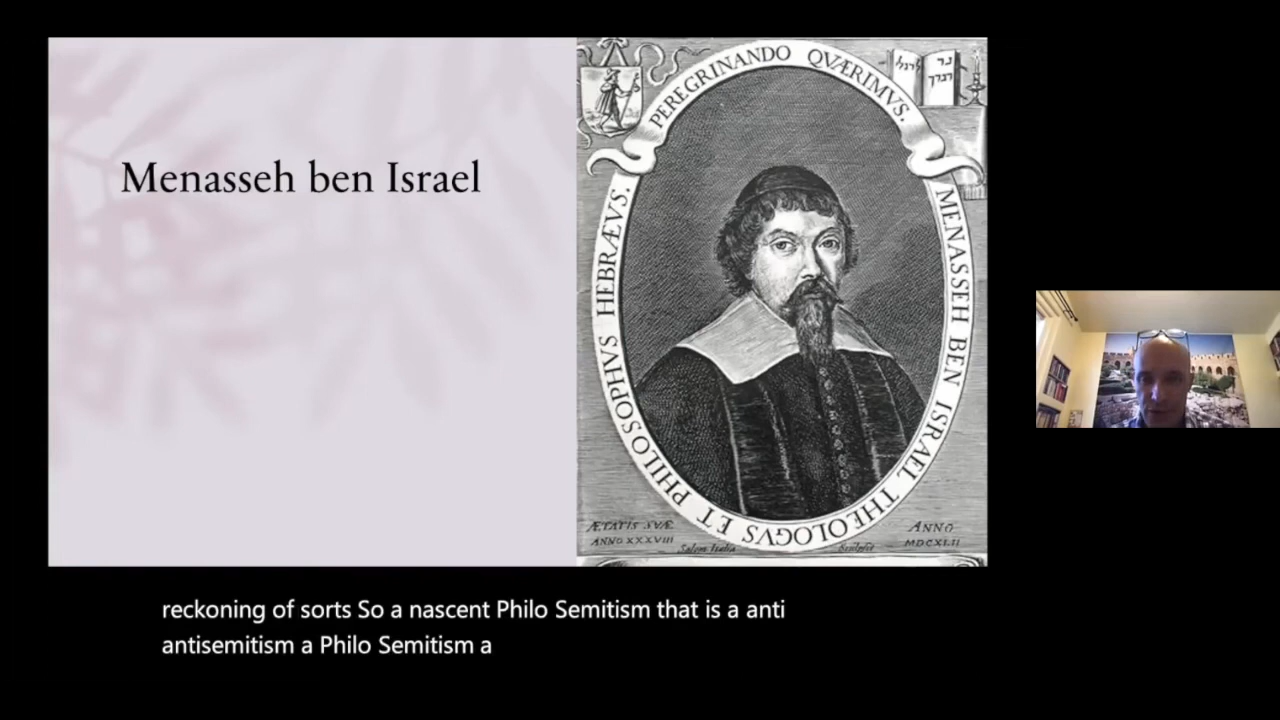 Menasseh ben Israel
PEREGRINANDO QVÆRIMVS.
MENASSEH BEN ISRAEL THEOLOGVS ET PHILOSOPHVS HEBRÆVS.
ÆTATIS SVÆ
ANNO XXXVIII
Salom Italia
Sculpsit
ANNO
MDCXLII
reckoning of sorts So a nascent Philo Semitism that is a anti
antisemitism a Philo Semitism a